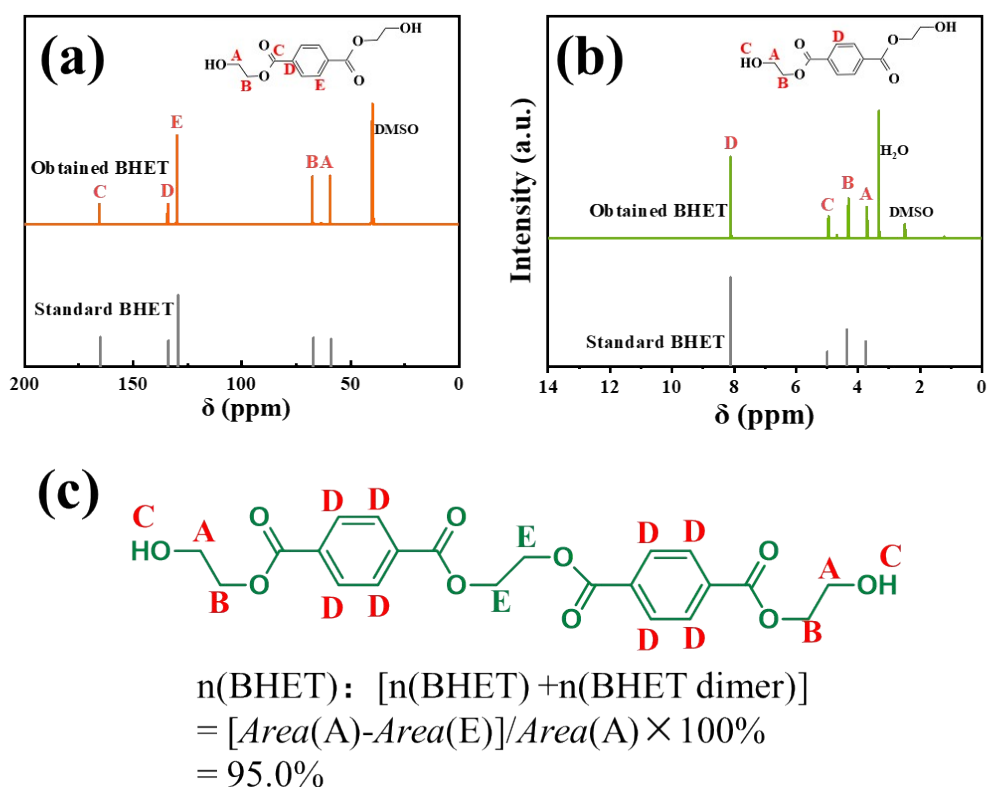 (a)
O
OH
C
O
A
HO
D
O
B
E
O
E
DMSO
B A
Obtained BHET
C
D
Standard BHET
200 150 100 50 0
δ (ppm)
(b)
D
O
OH
C
O
A
HO
O
B
O
Intensity (a.u.)
D
H₂O
B
C
A
Obtained BHET
DMSO
Standard BHET
14 12 10 8 6 4 2 0
δ (ppm)
(c)
D D
C
O
O
A
E
D D
O
HO
O
A
C
OH
O
B
D D
O
E
O
D D
O
B
n(BHET)：[n(BHET) +n(BHET dimer)]
= [Area(A)-Area(E)]/Area(A)×100%
= 95.0%